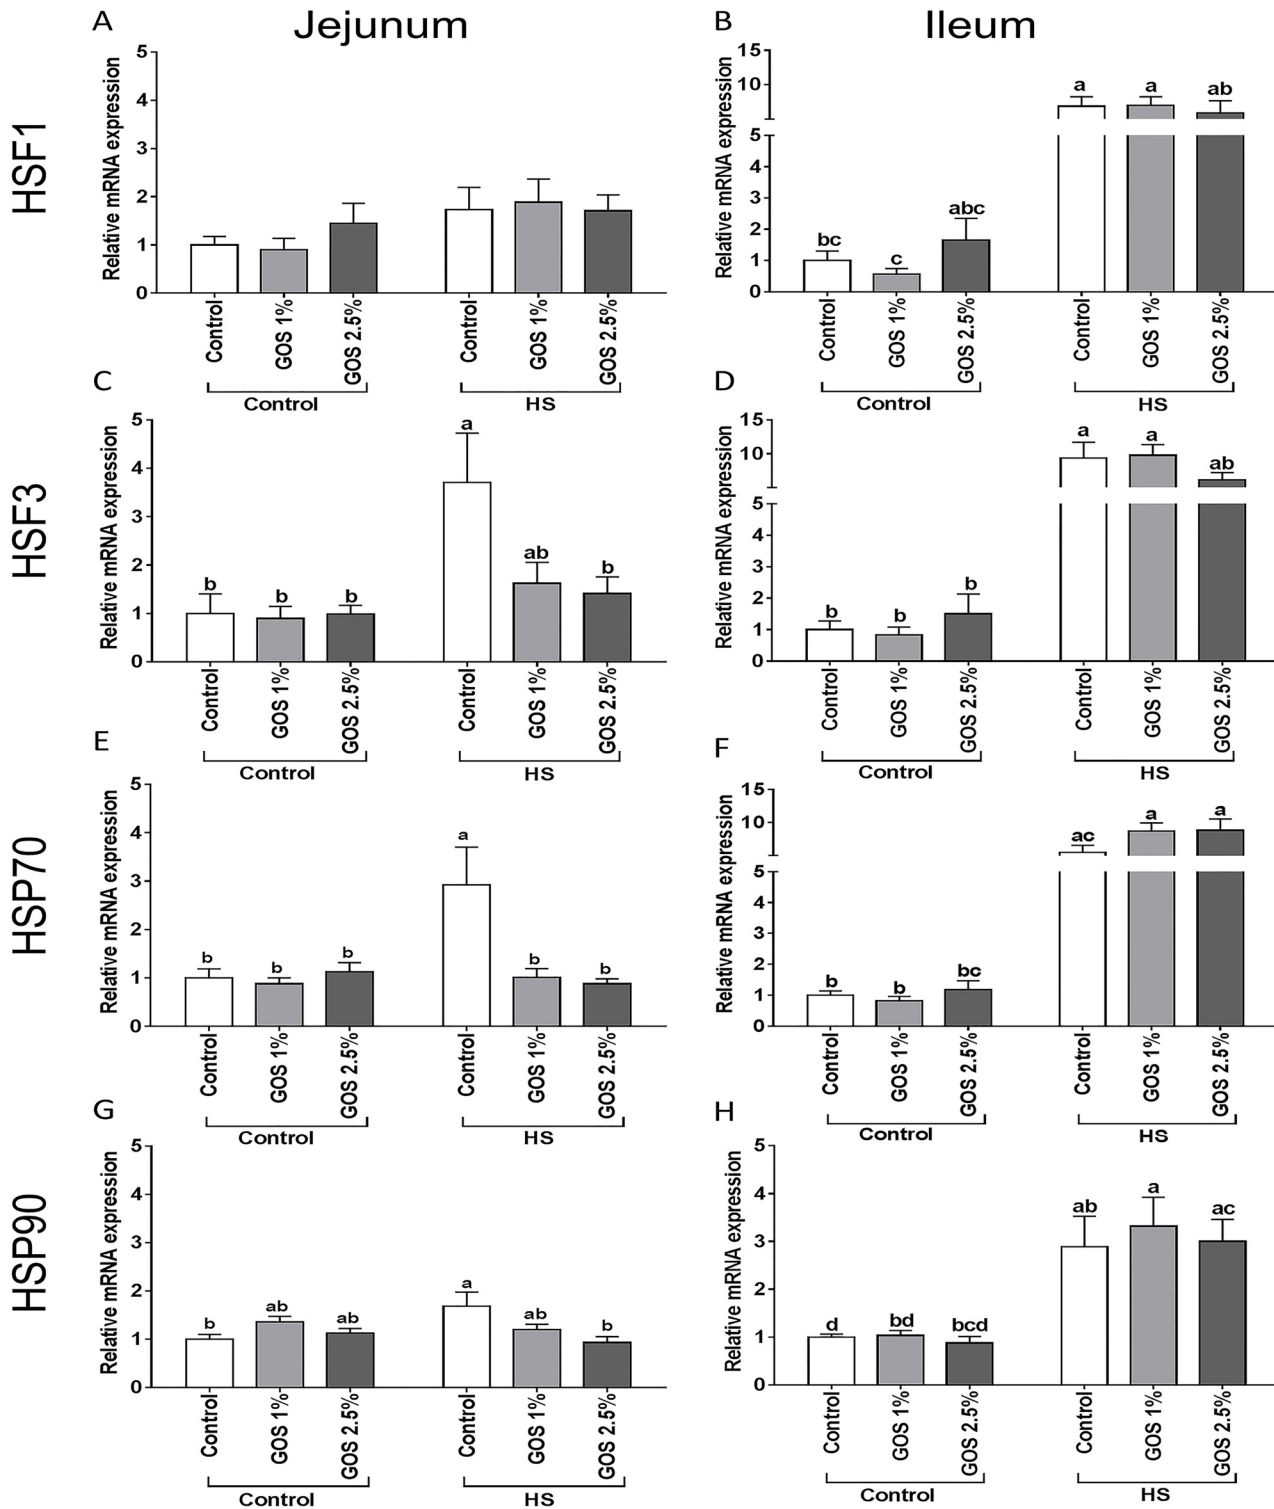 Jejunum
Ileum
HSF1
A
Relative mRNA expression
5
4
3
2
1
0
Control
GOS 1%
GOS 2.5%
Control
GOS 1%
GOS 2.5%
Control
HS
B
Relative mRNA expression
15
10
5
4
3
2
1
0
bc
c
abc
a
a
ab
Control
GOS 1%
GOS 2.5%
Control
GOS 1%
GOS 2.5%
Control
HS
HSF3
C
Relative mRNA expression
5
4
3
2
1
0
b
b
b
a
ab
b
Control
GOS 1%
GOS 2.5%
Control
GOS 1%
GOS 2.5%
Control
HS
D
Relative mRNA expression
15
10
5
4
3
2
1
0
b
b
b
a
a
ab
Control
GOS 1%
GOS 2.5%
Control
GOS 1%
GOS 2.5%
Control
HS
HSP70
E
Relative mRNA expression
5
4
3
2
1
0
b
b
b
a
b
b
Control
GOS 1%
GOS 2.5%
Control
GOS 1%
GOS 2.5%
Control
HS
F
Relative mRNA expression
15
10
5
4
3
2
1
0
b
b
bc
ac
a
a
Control
GOS 1%
GOS 2.5%
Control
GOS 1%
GOS 2.5%
Control
HS
HSP90
G
Relative mRNA expression
5
4
3
2
1
0
b
ab
ab
a
ab
b
Control
GOS 1%
GOS 2.5%
Control
GOS 1%
GOS 2.5%
Control
HS
H
Relative mRNA expression
5
4
3
2
1
0
d
bd
bcd
ab
a
ac
Control
GOS 1%
GOS 2.5%
Control
GOS 1%
GOS 2.5%
Control
HS